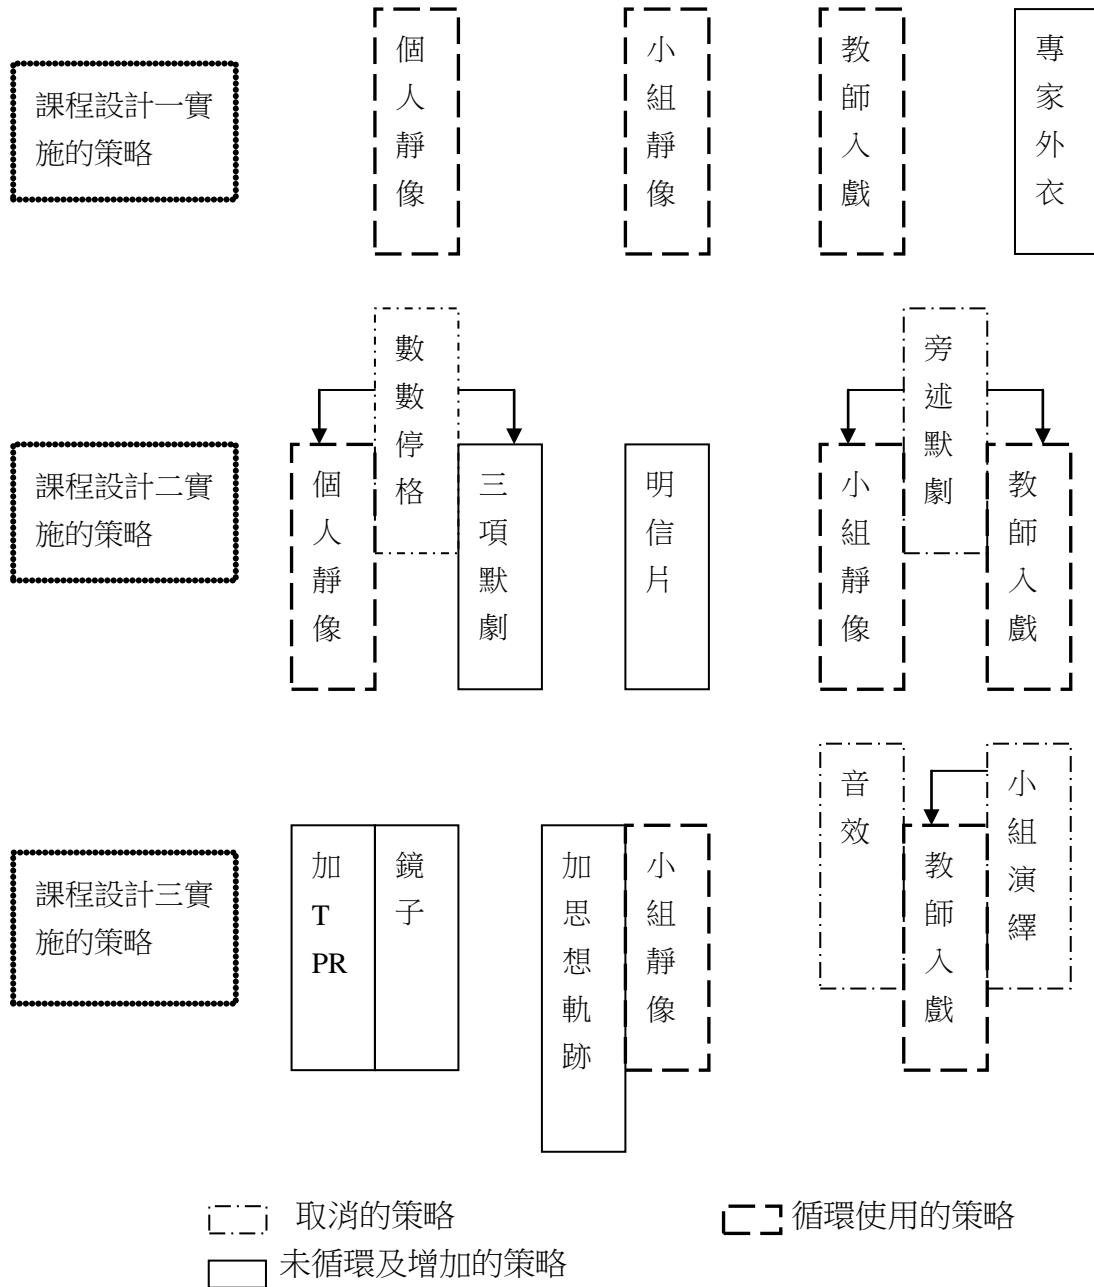 課程設計一實
施的策略
個人靜像
小組靜像
教師入戲
專家外衣
課程設計二實
施的策略
個人靜像
數數停格
三項默劇
明信片
小組靜像
旁述默劇
教師入戲
課程設計三實
施的策略
加
T
PR
鏡子
加思想軌跡
小組靜像
音效
教師入戲
小組演繹
取消的策略
循環使用的策略
未循環及增加的策略